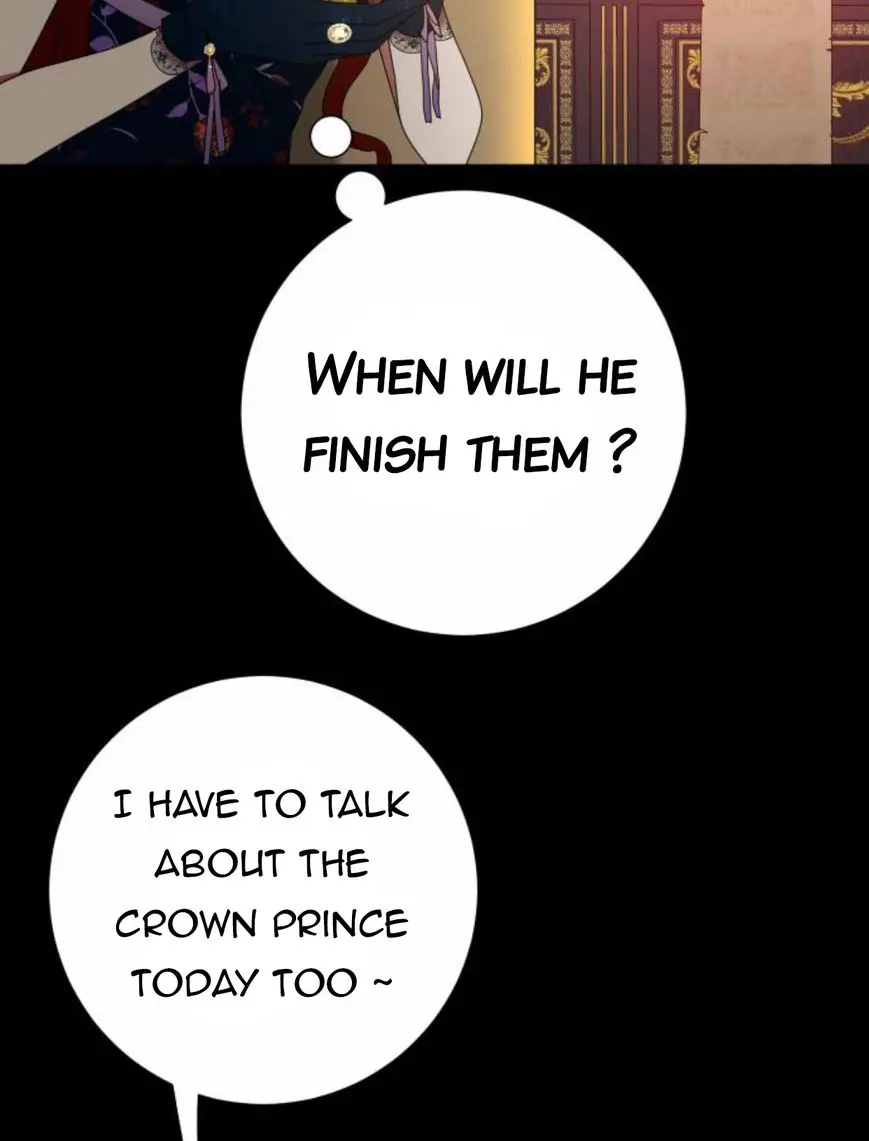 WHEN WILL HE
FINISH THEM ?
I HAVE TO TALK
ABOUT THE
CROWN PRINCE
TODAY TOO ~